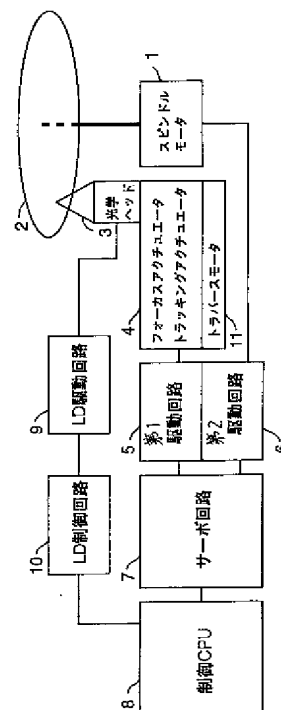 2
3
光学
ヘッド
1
スピンドル
モータ
4
フォーカスアクチュエータ
トラッキングアクチュエータ
トラバースモータ
11
9
LD駆動回路
10
LD制御回路
5
第1
駆動回路
第2
駆動回路
6
7
サーボ回路
8
制御CPU